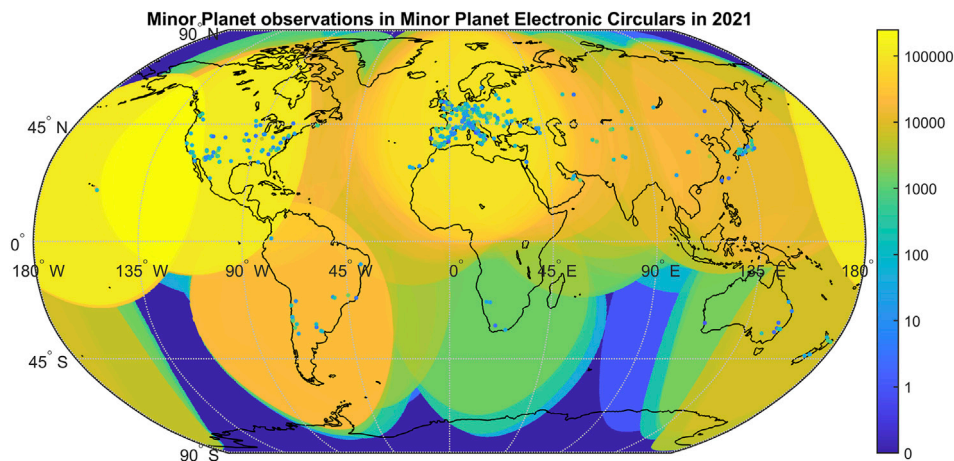 Minor Planet observations in Minor Planet Electronic Circulars in 2021
90° N
45° N
0°
180° W
135° W
90° W
45° W
0°
45° E
90° E
135° E
180°
45° S
90° S
100000
10000
1000
100
10
1
0